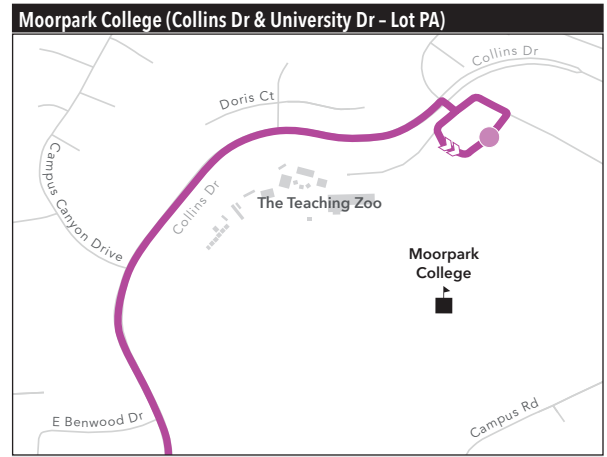 Moorpark College (Collins Dr & University Dr – Lot PA)
Collins Dr
Doris Ct
Campus Canyon Drive
Collins Dr
The Teaching Zoo
Moorpark
College
E Benwood Dr
Campus Rd